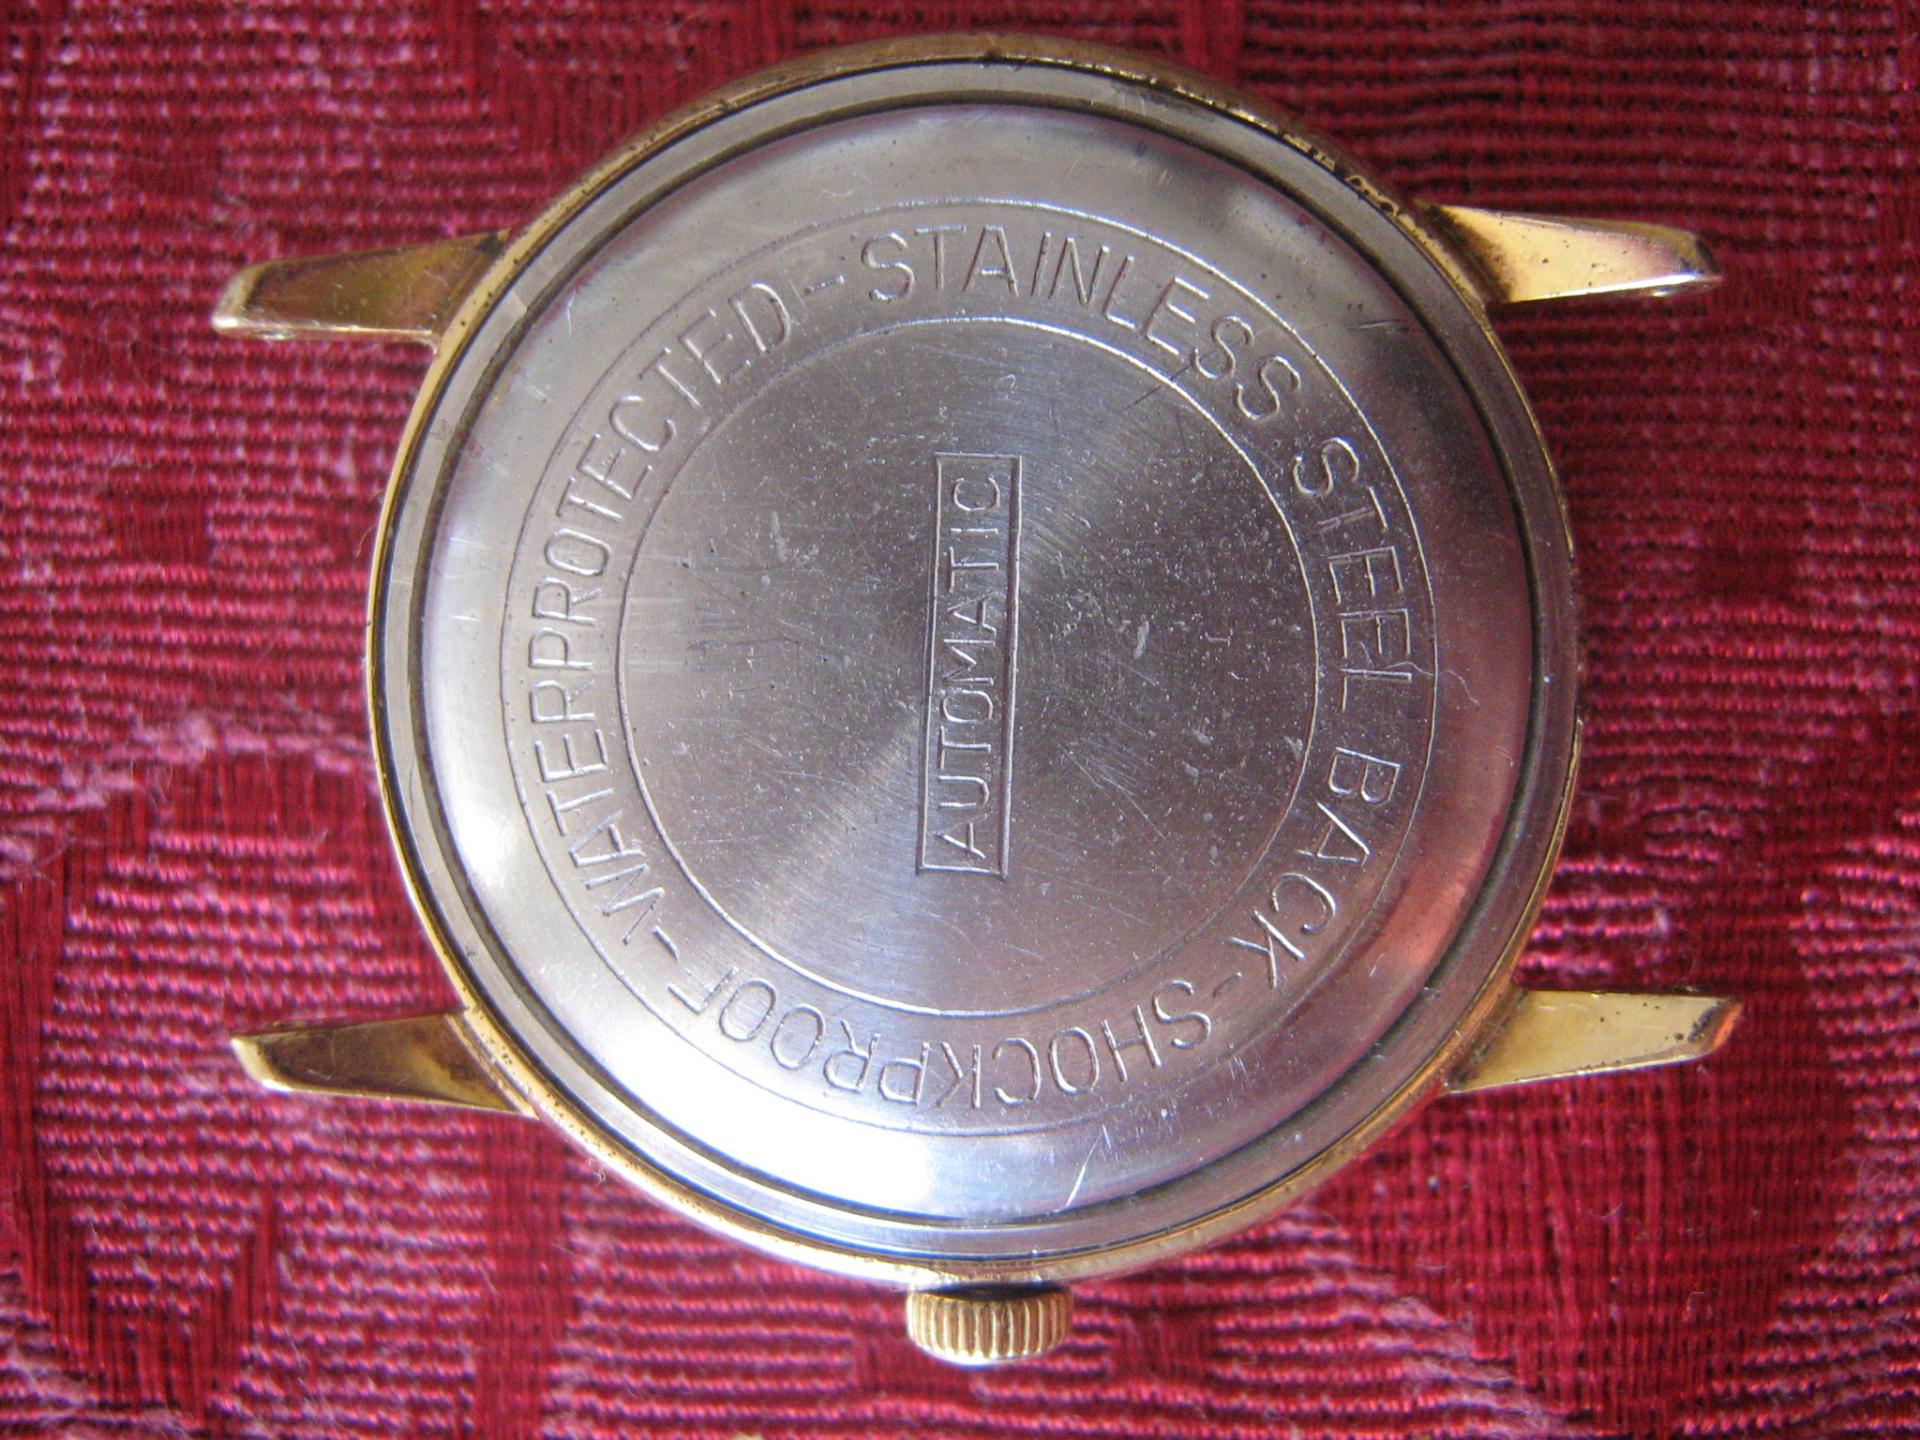 WATERPROTECTED-STAINLESS STEEL BACK-SHOCKPROOF-
AUTOMATIC